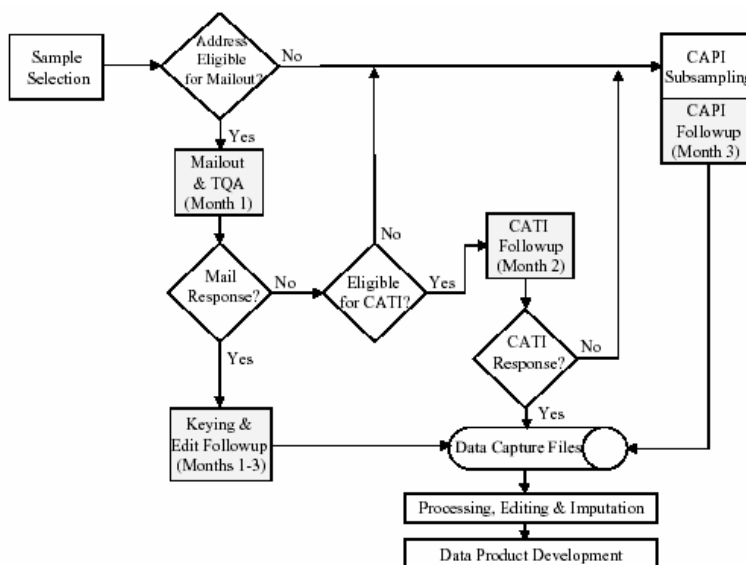 Sample
Selection
Address
Eligible
for Mailout?
No
Yes
CAPI
Subsampling
CAPI
Followup
(Month 3)
Mailout
& TQA
(Month 1)
Mail
Response?
No
Yes
Eligible
for CATI?
No
Yes
CATI
Followup
(Month 2)
CATI
Response?
No
Yes
Keying &
Edit Followup
(Months 1-3)
Data Capture Files
Processing, Editing & Imputation
Data Product Development